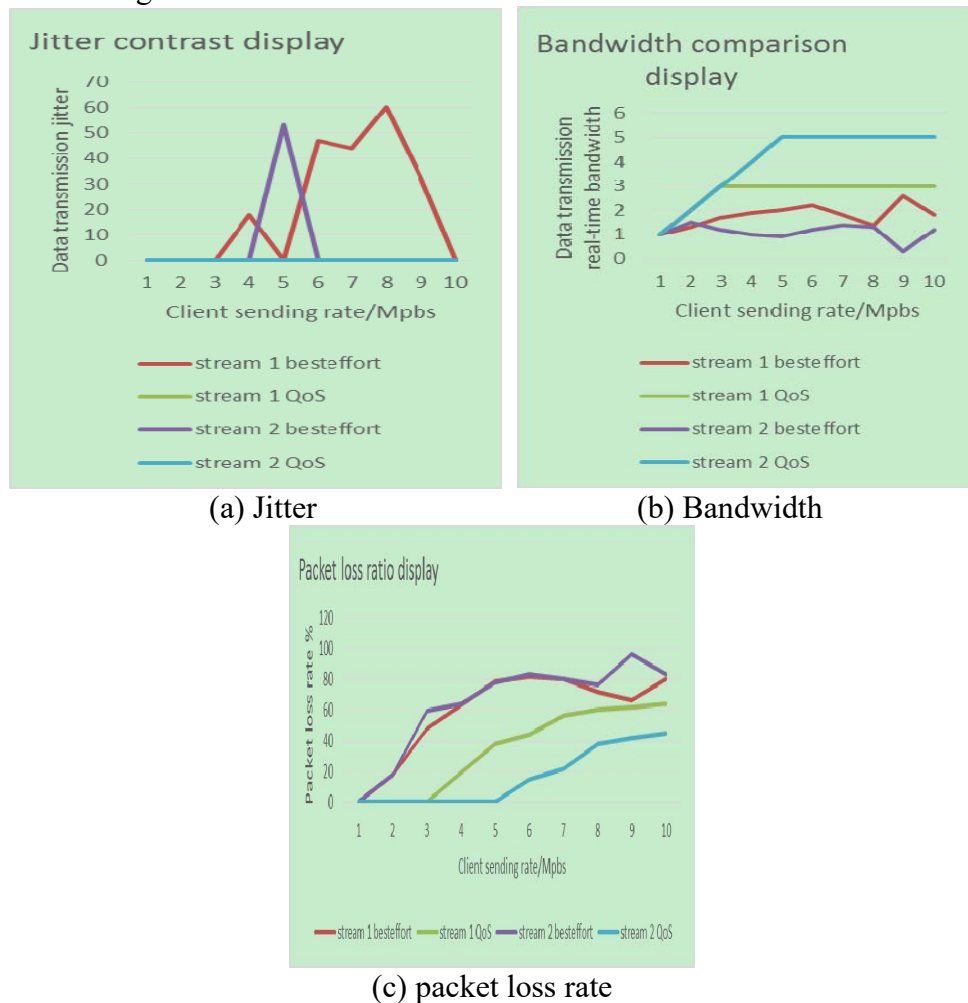 Jitter contrast display
Data transmission jitter
70
60
50
40
30
20
10
0
1 2 3 4 5 6 7 8 9 10
Client sending rate/Mpbs
stream 1 besteffort
stream 1 QoS
stream 2 besteffort
stream 2 QoS
(a) Jitter
Bandwidth comparison
display
Data transmission
real-time bandwidth
6
5
4
3
2
1
0
1 2 3 4 5 6 7 8 9 10
Client sending rate/Mpbs
stream 1 besteffort
stream 1 QoS
stream 2 besteffort
stream 2 QoS
(b) Bandwidth
Packet loss ratio display
Packet loss rate %
120
100
80
60
40
20
0
1 2 3 4 5 6 7 8 9 10
Client sending rate/Mpbs
stream 1 besteffort stream 1 QoS stream 2 besteffort stream 2 QoS
(c) packet loss rate